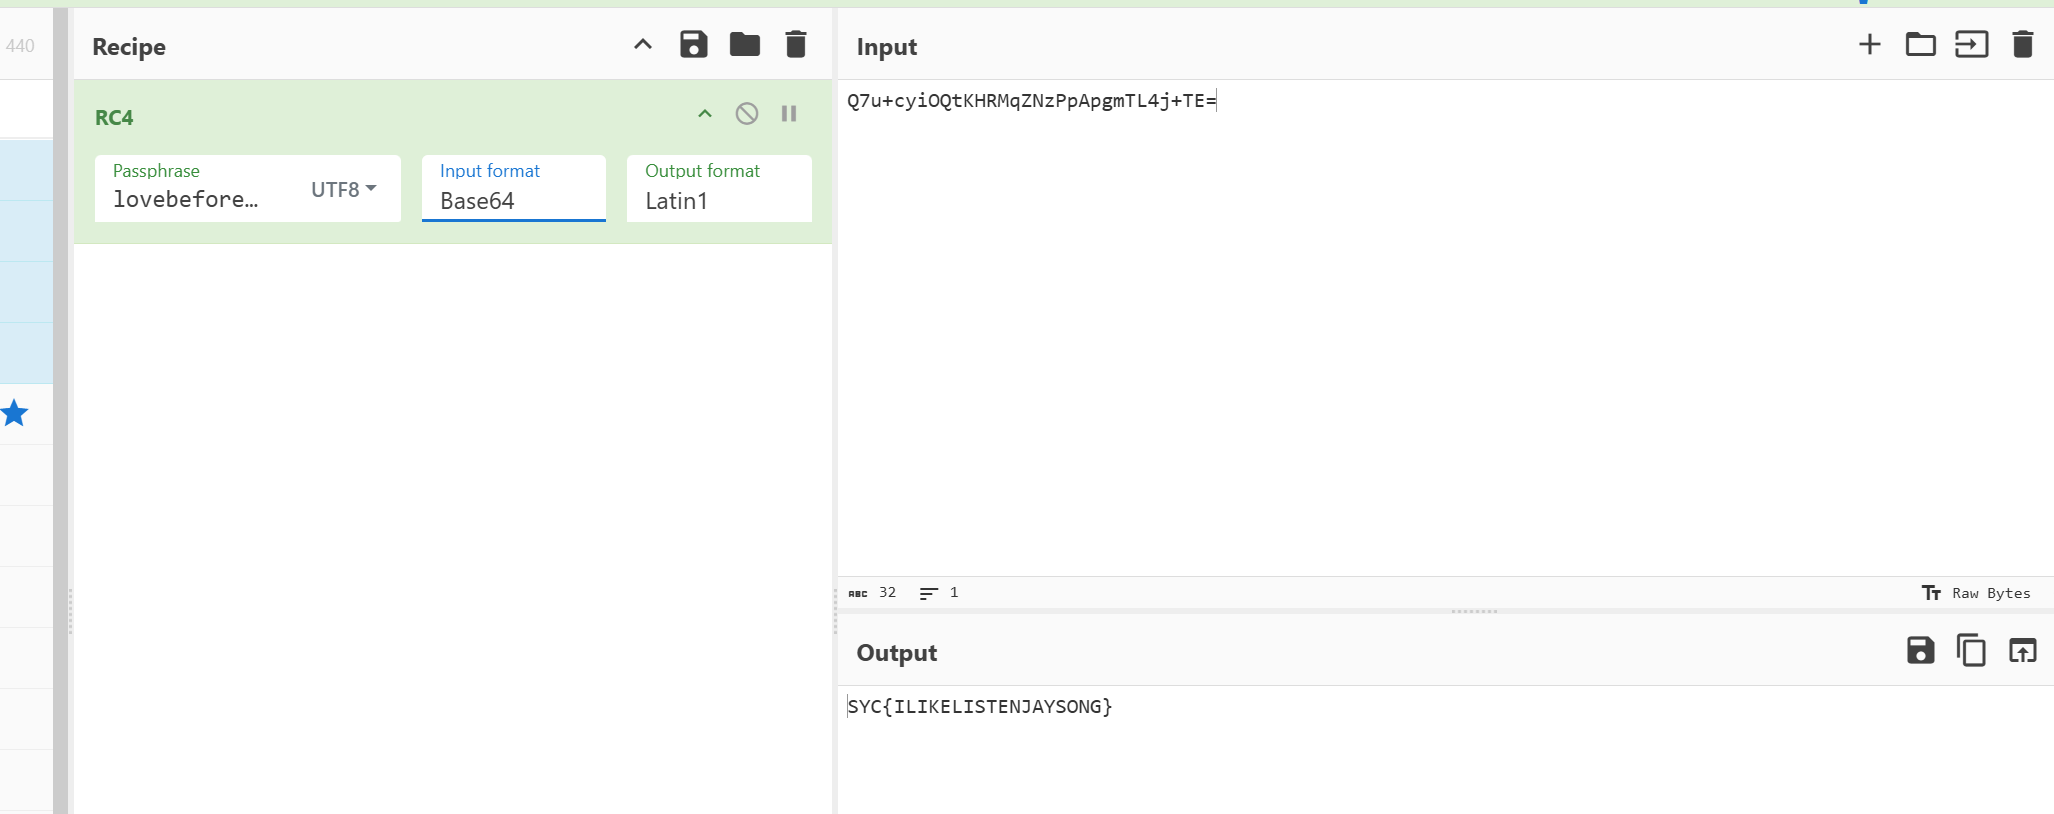 440
Recipe
RC4
Passphrase
lovebefore…
UTF8
Input format
Base64
Output format
Latin1
Input
Q7u+cyiOQtKHRMqZNzPpApgmTL4j+TE=
ABC 32
1
Tт Raw Bytes
Output
SYC{ILIKELISTENJAYSONG}